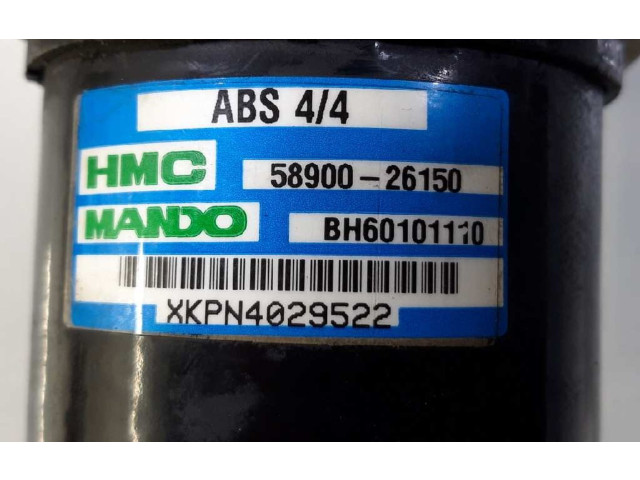 ABS 4/4
HMC 58900-26150
MANDO BH60101110
XKPN4029522